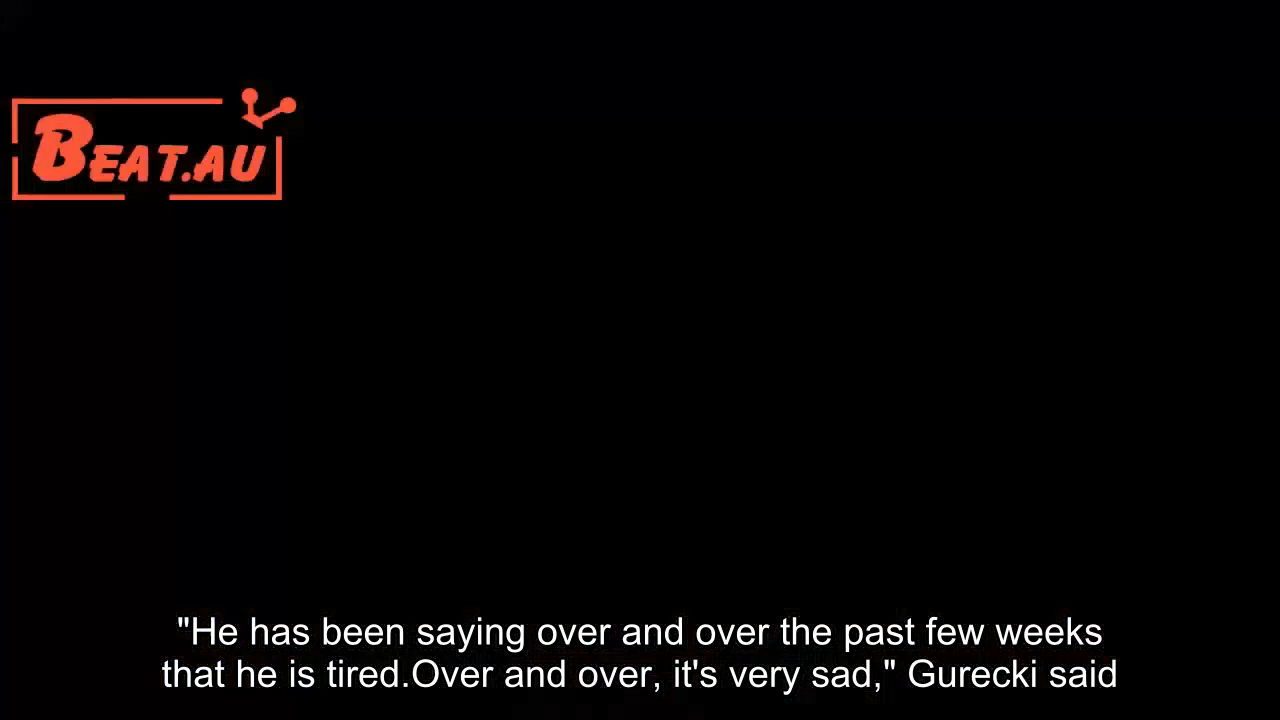 BEAT.AU
"He has been saying over and over the past few weeks
that he is tired.Over and over, it's very sad," Gurecki said